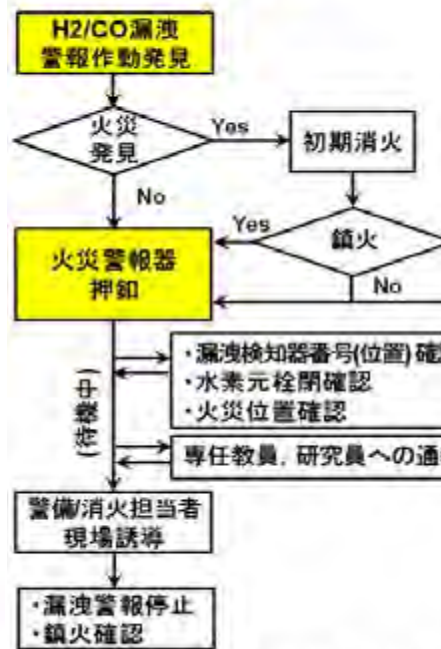 H2/CO漏洩
警報作動発見
火災
発見
Yes
初期消火
No
Yes
鎮火
火災警報器
押釦
No
・漏洩検知器番号(位置)確認
・水素元栓閉確認
・火災位置確認
(待機中)
専任教員，研究員への通
警備/消火担当者
現場誘導
・漏洩警報停止
・鎮火確認